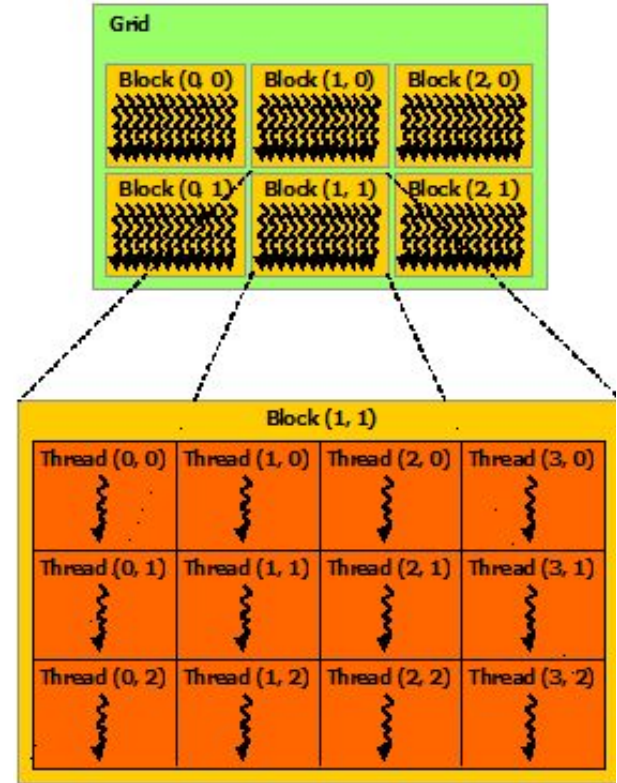 Grid
Block (0, 0) Block (1, 0) Block (2, 0)
Block (0, 1) Block (1, 1) Block (2, 1)
Block (1, 1)
Thread (0, 0) Thread (1, 0) Thread (2, 0) Thread (3, 0)
Thread (0, 1) Thread (1, 1) Thread (2, 1) Thread (3, 1)
Thread (0, 2) Thread (1, 2) Thread (2, 2) Thread (3, 2)